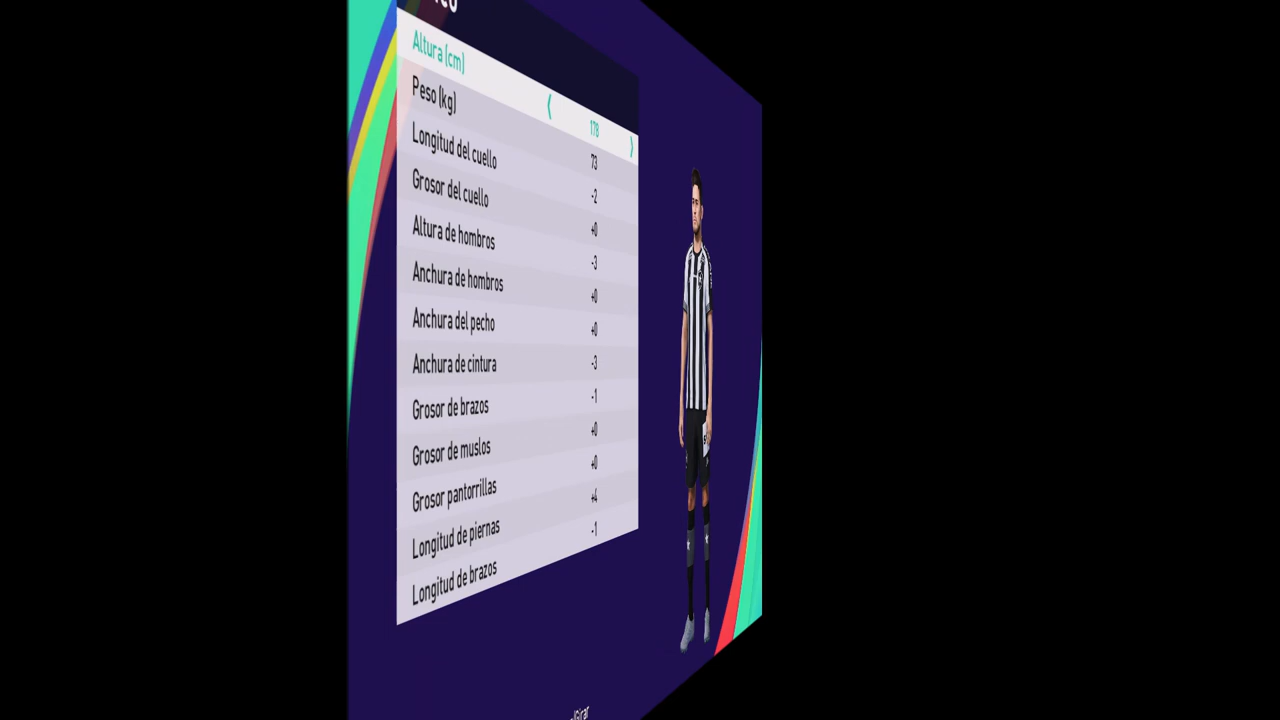 Altura (cm) 178
Peso (kg) 73
Longitud del cuello -2
Grosor del cuello +0
Altura de hombros -3
Anchura de hombros +0
Anchura del pecho +0
Anchura de cintura -3
Grosor de brazos -1
Grosor de muslos +0
Grosor pantorrillas +0
Longitud de piernas +4
Longitud de brazos -1